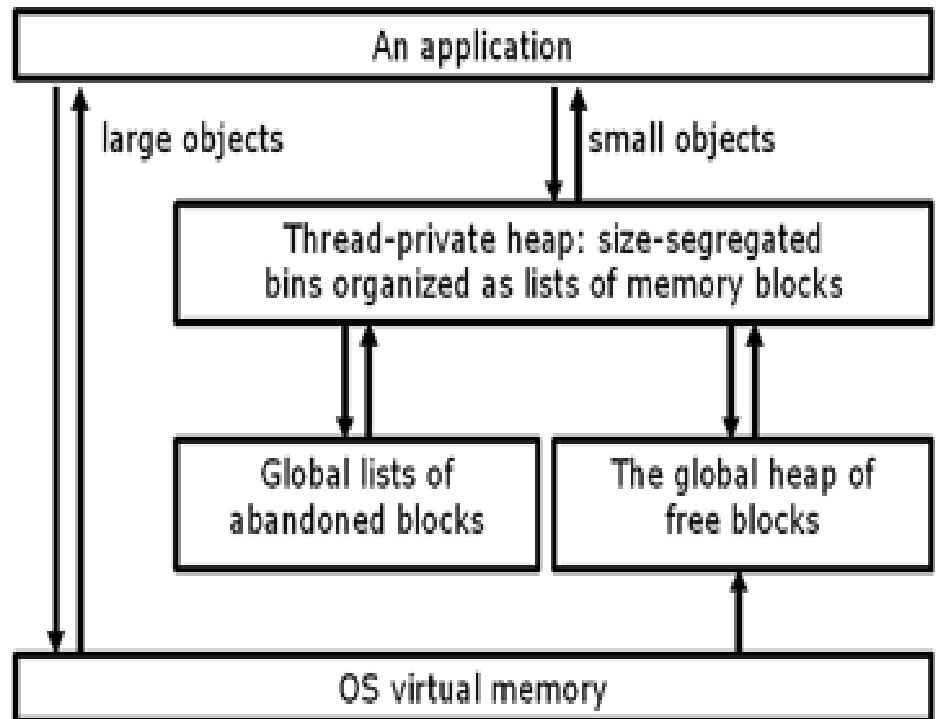 An application
large objects
small objects
Thread-private heap: size-segregated
bins organized as lists of memory blocks
Global lists of
abandoned blocks
The global heap of
free blocks
OS virtual memory